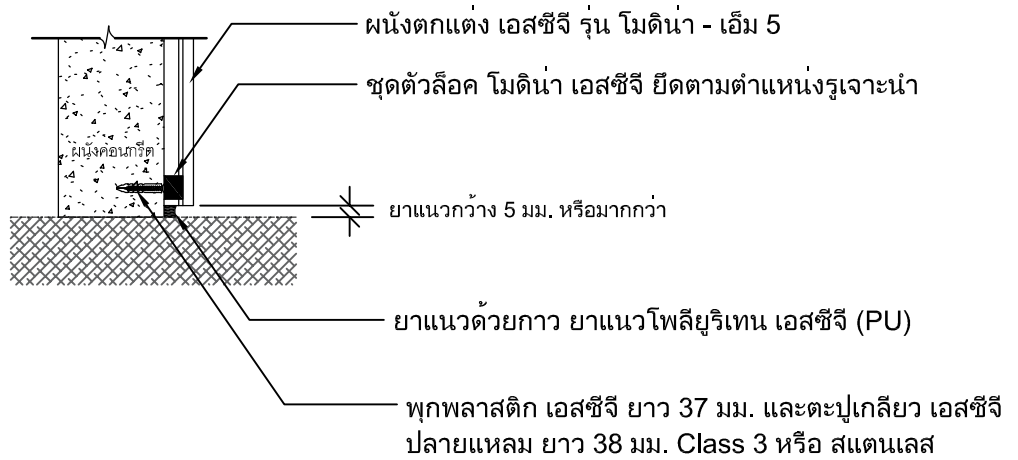 ผนังตกแต่ง เอสซีจี รุ่น โมดิน่า - เอ็ม 5
ชุดตัวล็อค โมดิน่า เอสซีจี ยึดตามตำแหน่งรูเจาะนำ
ผนังคอนกรีต
ยาแนวกว้าง 5 มม. หรือมากกว่า
ยาแนวด้วยกาว ยาแนวโพลียูริเทน เอสซีจี (PU)
พุกพลาสติก เอสซีจี ยาว 37 มม. และตะปูเกลียว เอสซีจี
ปลายแหลม ยาว 38 มม. Class 3 หรือ สแตนเลส